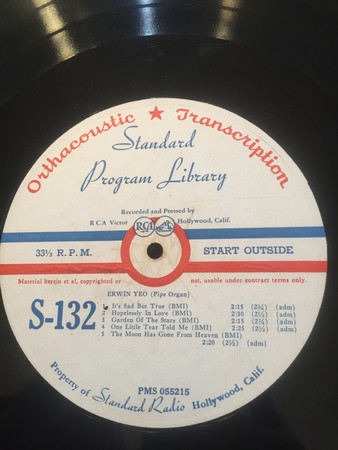 Orthacoustic ★ Transcription
Standard
Program Library
Recorded and Pressed by
RCA Victor RCA Hollywood, Calif.
33⅓ R.P.M. START OUTSIDE
Material herein et al, copyrighted or not, usable under contract terms only.
ERWIN YEO (Pipe Organ)
S-132
1 It's Sad But True (BMI) 2:15 (2¼) (adm)
2 Hopelessly In Love (BMI) 2:10 (2¼) (adm)
3 Garden Of The Stars (BMI) 2:25 (2½) (adm)
4 One Little Tear Told Me (BMI) 2:25 (2½) (adm)
5 The Moon Has Gone From Heaven (BMI)
2:20 (2½) (adm)
PMS 055215
Property of Standard Radio Hollywood, Calif.